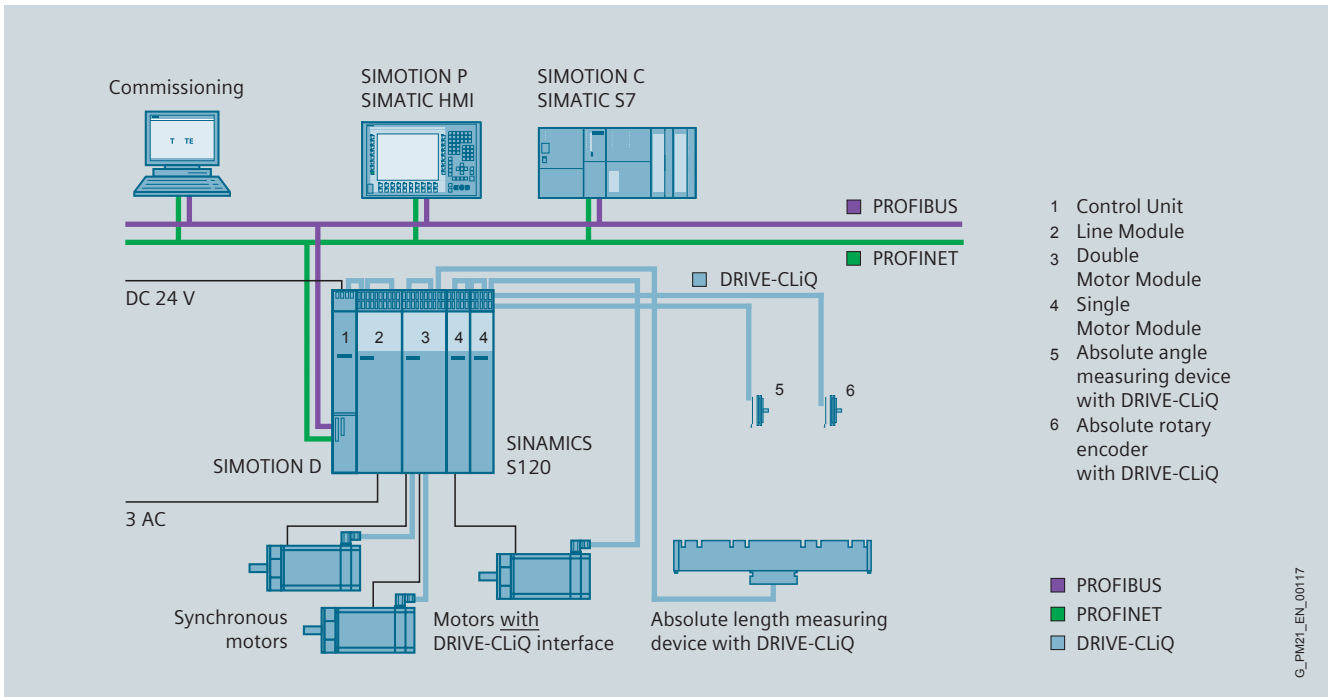 Commissioning
SIMOTION P
SIMATIC HMI
SIMOTION C
SIMATIC S7
T TE
PROFIBUS
PROFINET
DRIVE-CLiQ
DC 24 V
1
2
3
4
4
5
6
SIMOTION D
SINAMICS
S120
3 AC
Synchronous
motors
Motors with
DRIVE-CLiQ interface
Absolute length measuring
device with DRIVE-CLiQ
1 Control Unit
2 Line Module
3 Double
Motor Module
4 Single
Motor Module
5 Absolute angle
measuring device
with DRIVE-CLiQ
6 Absolute rotary
encoder
with DRIVE-CLiQ
PROFIBUS
PROFINET
DRIVE-CLiQ
G_PM21_EN_00117